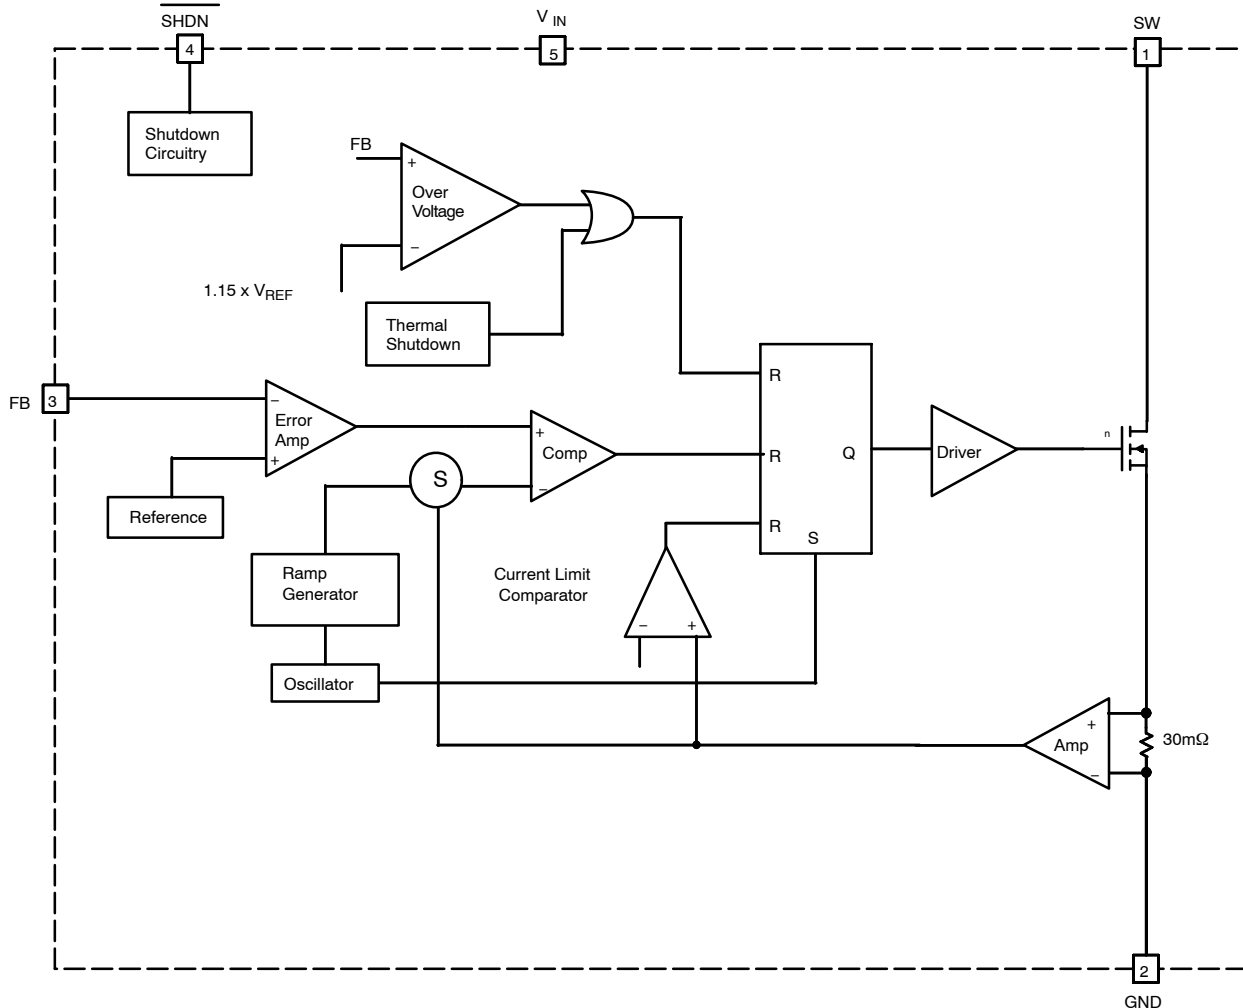 SHDN
V IN
SW
4
5
1
Shutdown
Circuitry
FB
+
Over
Voltage
−
1.15 x VREF
Thermal
Shutdown
R
FB
3
−
Error
Amp
+
+
Comp
−
R
Q
Driver
n
S
Reference
R
S
Ramp
Generator
Current Limit
Comparator
−
+
Oscillator
+
Amp
−
30mΩ
2
GND